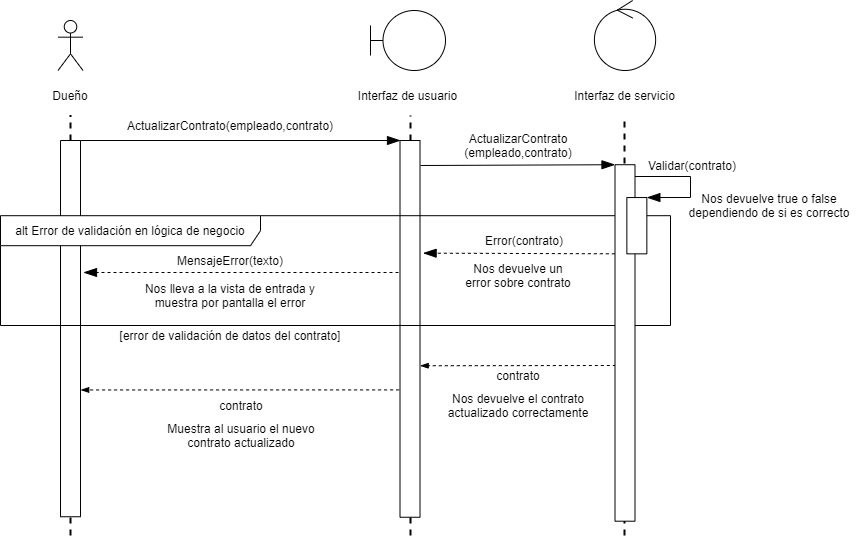 Dueño
Interfaz de usuario
Interfaz de servicio
ActualizarContrato(empleado,contrato)
ActualizarContrato
(empleado,contrato)
Validar(contrato)
Nos devuelve true o false
dependiendo de si es correcto
alt Error de validación en lógica de negocio
Error(contrato)
MensajeError(texto)
Nos devuelve un
error sobre contrato
Nos lleva a la vista de entrada y
muestra por pantalla el error
[error de validación de datos del contrato]
contrato
Nos devuelve el contrato
actualizado correctamente
contrato
Muestra al usuario el nuevo
contrato actualizado